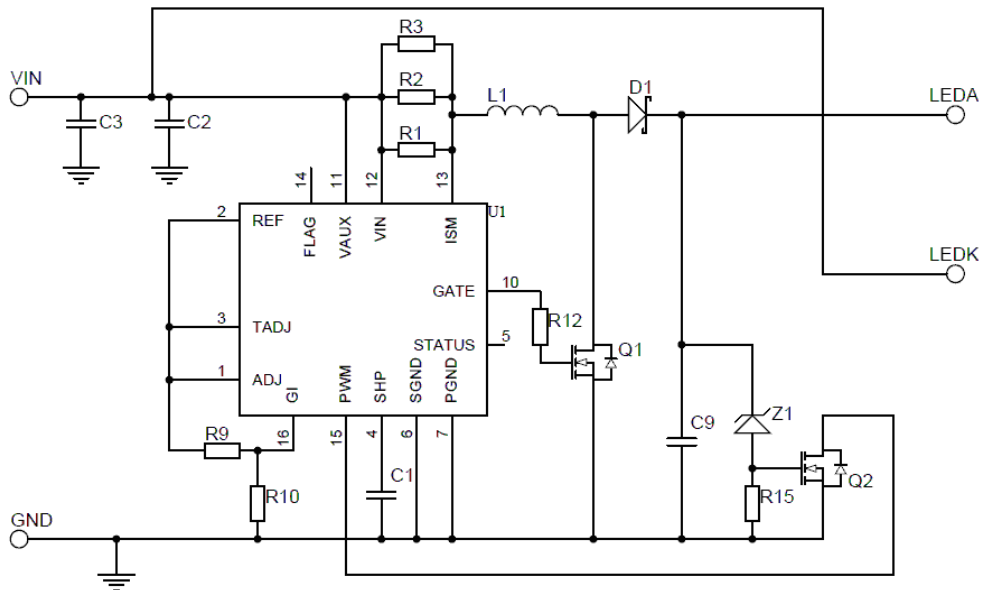 R3
VIN
R2
L1
D1
LEDA
C3
C2
R1
14
11
12
13
2
REF
FLAG
VAUX
VIN
ISM
U1
LEDK
GATE
10
3
TADJ
R12
STATUS
5
Q1
1
ADJ
GI
PWM
SHP
SGND
PGND
R9
16
15
4
6
7
C9
Z1
C1
R10
R15
Q2
GND